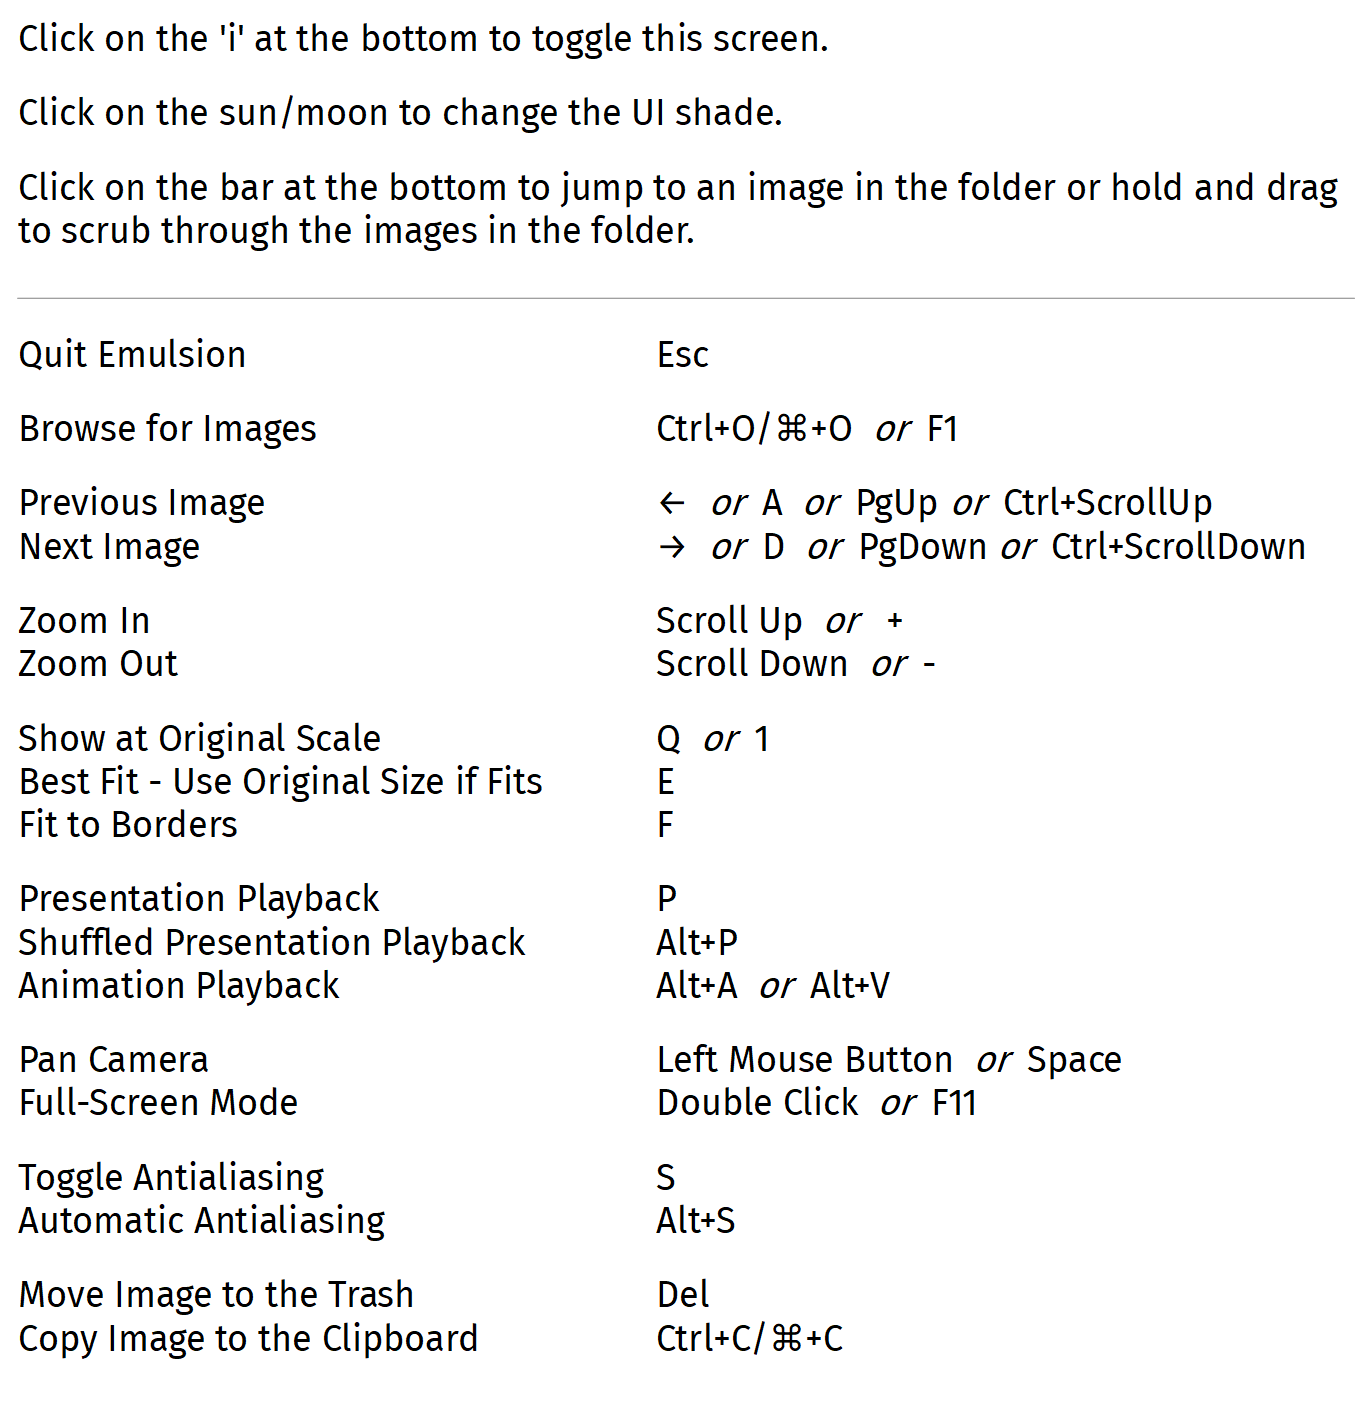 Click on the 'i' at the bottom to toggle this screen.
Click on the sun/moon to change the UI shade.
Click on the bar at the bottom to jump to an image in the folder or hold and drag
to scrub through the images in the folder.
Quit Emulsion Esc
Browse for Images Ctrl+O/⌘+O or F1
Previous Image ← or A or PgUp or Ctrl+ScrollUp
Next Image → or D or PgDown or Ctrl+ScrollDown
Zoom In Scroll Up or +
Zoom Out Scroll Down or -
Show at Original Scale Q or 1
Best Fit - Use Original Size if Fits E
Fit to Borders F
Presentation Playback P
Shuffled Presentation Playback Alt+P
Animation Playback Alt+A or Alt+V
Pan Camera Left Mouse Button or Space
Full-Screen Mode Double Click or F11
Toggle Antialiasing S
Automatic Antialiasing Alt+S
Move Image to the Trash Del
Copy Image to the Clipboard Ctrl+C/⌘+C